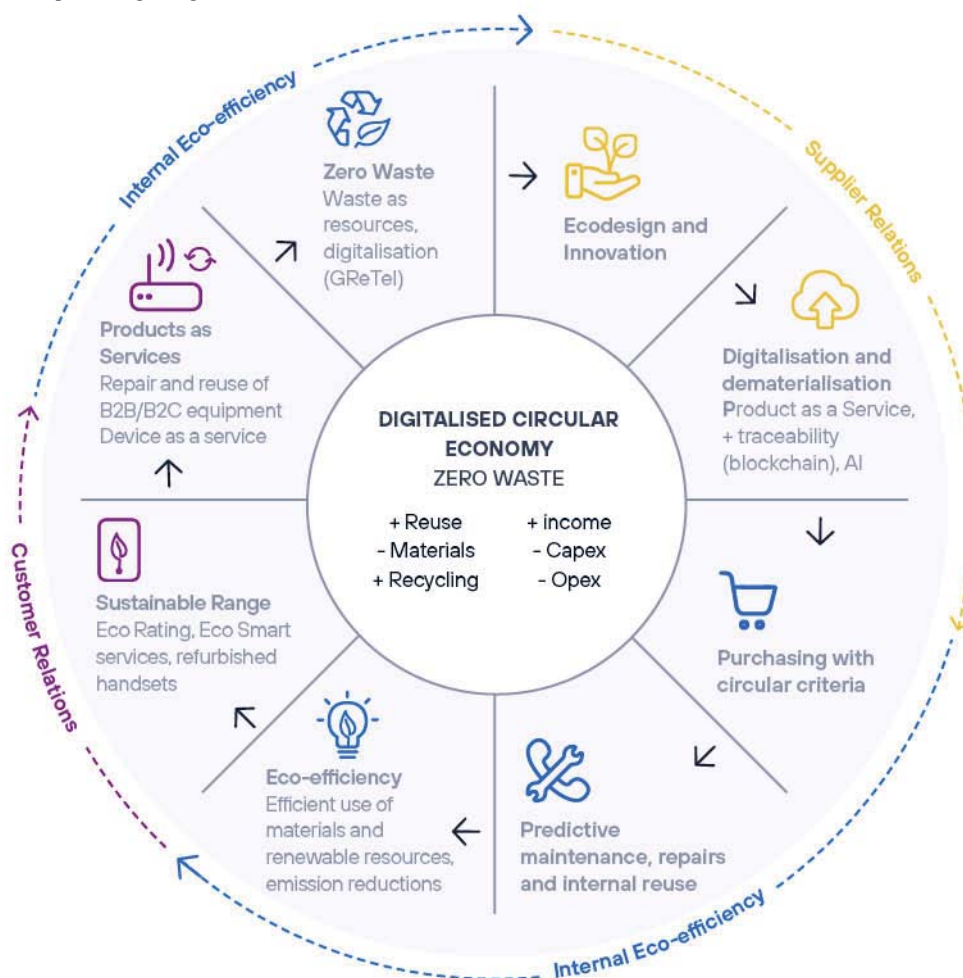 Internal Eco-efficiency
Supplier Relations
Zero Waste
Waste as
resources,
digitalisation
(GReTel)
Ecodesign and
Innovation
Products as
Services
Repair and reuse of
B2B/B2C equipment
Device as a service
Digitalisation and
dematerialisation
Product as a Service,
+ traceability
(blockchain), AI
DIGITALISED CIRCULAR
ECONOMY
ZERO WASTE
+ Reuse + income
- Materials - Capex
+ Recycling - Opex
Customer Relations
Sustainable Range
Eco Rating, Eco Smart
services, refurbished
handsets
Purchasing with
circular criteria
Eco-efficiency
Efficient use of
materials and
renewable resources,
emission reductions
Predictive
maintenance, repairs
and internal reuse
Internal Eco-efficiency